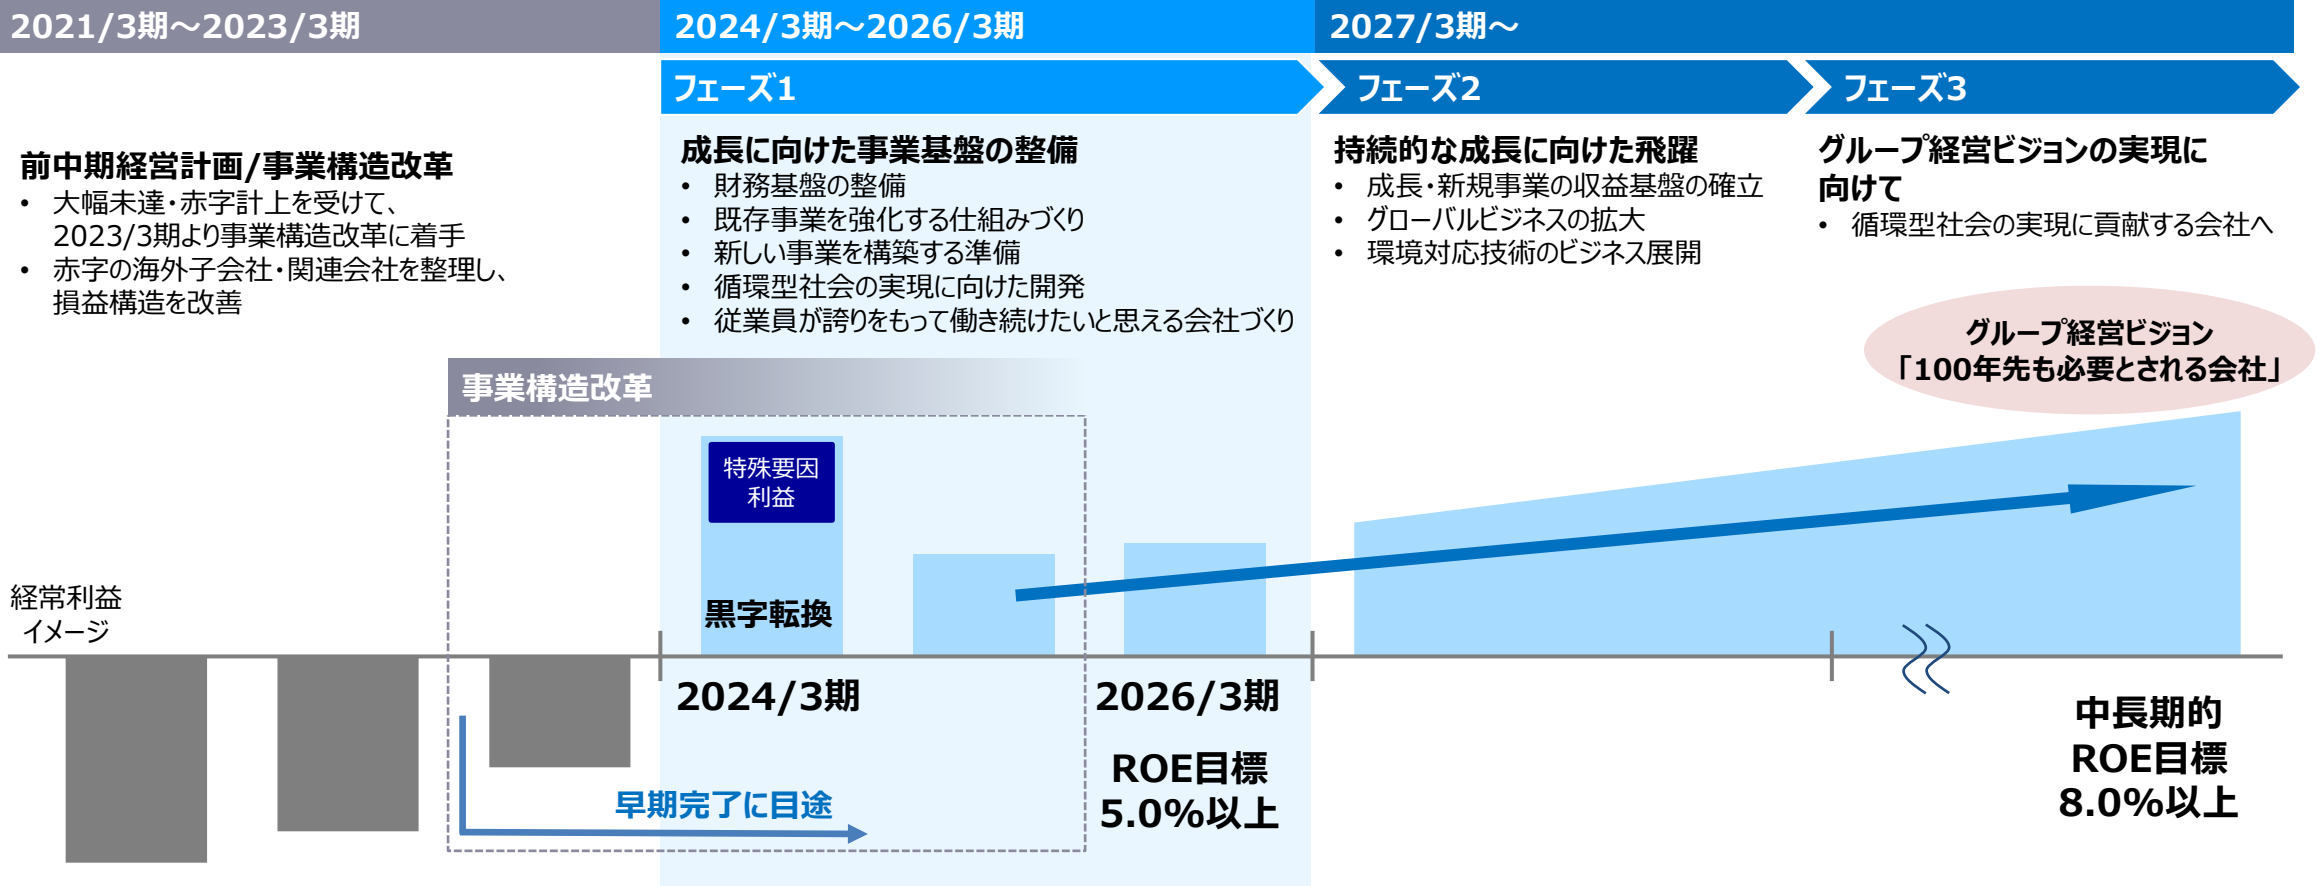 2021/3期～2023/3期
2024/3期～2026/3期
2027/3期～
フェーズ1
フェーズ2
フェーズ3
前中期経営計画/事業構造改革
• 大幅未達・赤字計上を受けて、
2023/3期より事業構造改革に着手
• 赤字の海外子会社・関連会社を整理し、
損益構造を改善
成長に向けた事業基盤の整備
• 財務基盤の整備
• 既存事業を強化する仕組みづくり
• 新しい事業を構築する準備
• 循環型社会の実現に向けた開発
• 従業員が誇りをもって働き続けたいと思える会社づくり
持続的な成長に向けた飛躍
• 成長・新規事業の収益基盤の確立
• グローバルビジネスの拡大
• 環境対応技術のビジネス展開
グループ経営ビジョンの実現に
向けて
• 循環型社会の実現に貢献する会社へ
グループ経営ビジョン
「100年先も必要とされる会社」
事業構造改革
特殊要因
利益
黒字転換
経常利益
イメージ
2024/3期
2026/3期
ROE目標
5.0%以上
早期完了に目途
中長期的
ROE目標
8.0%以上